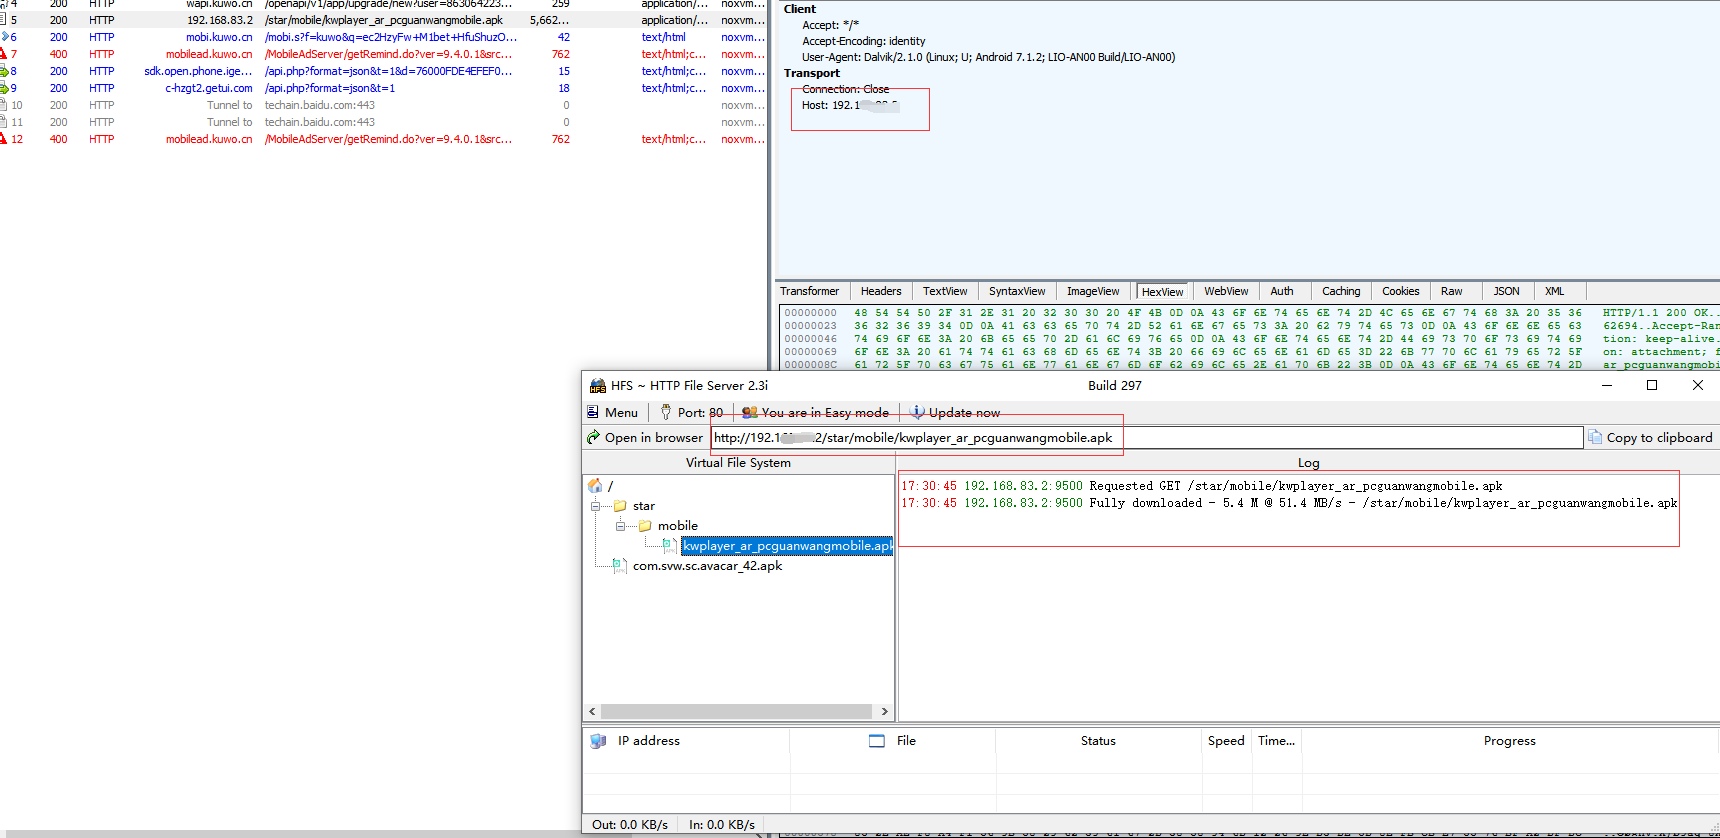 4 200 HTTP wapi.kuwo.cn /openapi/v1/app/upgrade/new?user=863064223... 259 application/... noxvm...
5 200 HTTP 192.168.83.2 /star/mobile/kwplayer_ar_pcguanwangmobile.apk 5,662... application/... noxvm...
6 200 HTTP mobi.kuwo.cn /mobi.s?f=kuwo&q=ec2HzyFw+M1bet+HfuShuzO... 42 text/html noxvm...
7 400 HTTP mobilead.kuwo.cn /MobileAdServer/getRemind.do?ver=9.4.0.1&src... 762 text/html;c... noxvm...
8 200 HTTP sdk.open.phone.ige... /api.php?format=json&t=1&d=76000FDE4EFEF0... 15 text/html;c... noxvm...
9 200 HTTP c-hzgt2.getui.com /api.php?format=json&t=1 18 text/html;c... noxvm...
10 200 HTTP Tunnel to techain.baidu.com:443 0 noxvm...
11 200 HTTP Tunnel to techain.baidu.com:443 0 noxvm...
12 400 HTTP mobilead.kuwo.cn /MobileAdServer/getRemind.do?ver=9.4.0.1&src... 762 text/html;c... noxvm...
Client
Accept: */*
Accept-Encoding: identity
User-Agent: Dalvik/2.1.0 (Linux; U; Android 7.1.2; LIO-AN00 Build/LIO-AN00)
Transport
Connection: Close
Host: 192.1
Transformer Headers TextView SyntaxView ImageView HexView WebView Auth Caching Cookies Raw JSON XML
00000000 48 54 54 50 2F 31 2E 31 20 32 30 30 20 4F 4B 0D 0A 43 6F 6E 74 65 6E 74 2D 4C 65 6E 67 74 68 3A 20 35 36 HTTP/1.1 200 OK..
00000023 36 32 36 39 34 0D 0A 41 63 63 65 70 74 2D 52 61 6E 67 65 73 3A 20 62 79 74 65 73 0D 0A 43 6F 6E 6E 65 63 62694..Accept-Ran
00000046 74 69 6F 6E 3A 20 6B 65 65 70 2D 61 6C 69 76 65 0D 0A 43 6F 6E 74 65 6E 74 2D 44 69 73 70 6F 73 69 74 69 tion: keep-alive.
00000069 6F 6E 3A 20 61 74 74 61 63 68 6D 65 6E 74 3B 20 66 69 6C 65 6E 61 6D 65 3D 22 6B 77 70 6C 61 79 65 72 5F on: attachment; f
0000008C 61 72 5F 70 63 67 75 61 6E 77 61 6E 67 6D 6F 62 69 6C 65 2E 61 70 6B 22 3B 0D 0A 43 6F 6E 74 65 6E 74 2D ar_pcguanwangmobi
HFS ~ HTTP File Server 2.3i Build 297
Menu Port: 80 You are in Easy mode Update now
Open in browser http://192.1 2/star/mobile/kwplayer_ar_pcguanwangmobile.apk Copy to clipboard
Virtual File System Log
/
star
mobile
kwplayer_ar_pcguanwangmobile.apk
com.svw.sc.avacar_42.apk
17:30:45 192.168.83.2:9500 Requested GET /star/mobile/kwplayer_ar_pcguanwangmobile.apk
17:30:45 192.168.83.2:9500 Fully downloaded - 5.4 M @ 51.4 MB/s - /star/mobile/kwplayer_ar_pcguanwangmobile.apk
IP address File Status Speed Time... Progress
Out: 0.0 KB/s In: 0.0 KB/s